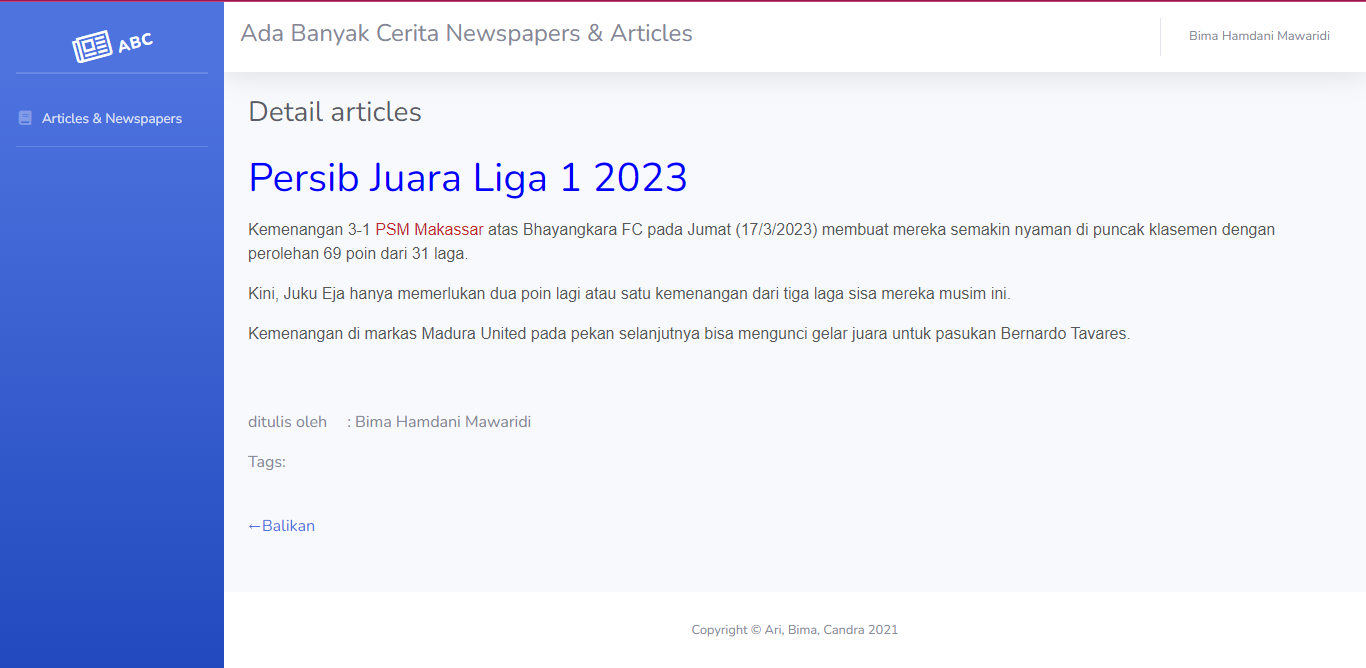 ABC
Ada Banyak Cerita Newspapers & Articles
Bima Hamdani Mawaridi
Articles & Newspapers
Detail articles
Persib Juara Liga 1 2023
Kemenangan 3-1 PSM Makassar atas Bhayangkara FC pada Jumat (17/3/2023) membuat mereka semakin nyaman di puncak klasemen dengan
perolehan 69 poin dari 31 laga.
Kini, Juku Eja hanya memerlukan dua poin lagi atau satu kemenangan dari tiga laga sisa mereka musim ini.
Kemenangan di markas Madura United pada pekan selanjutnya bisa mengunci gelar juara untuk pasukan Bernardo Tavares.
ditulis oleh : Bima Hamdani Mawaridi
Tags:
←Balikan
Copyright © Ari, Bima, Candra 2021